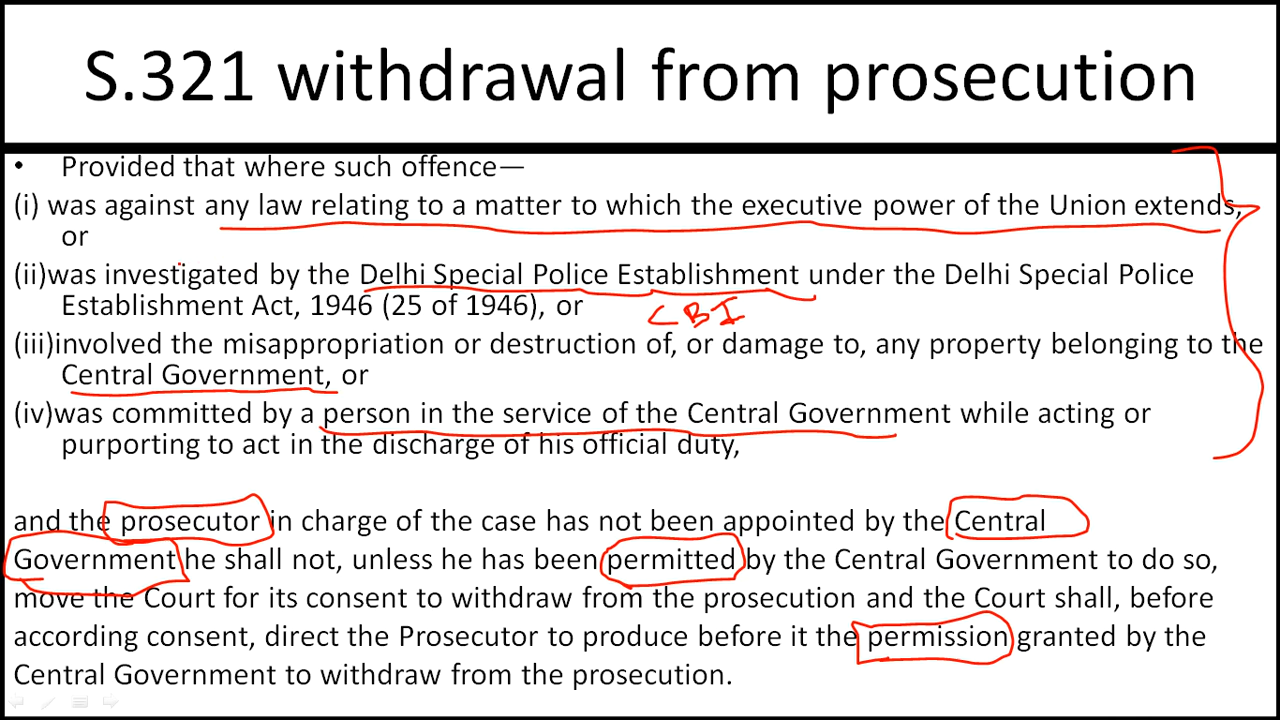 S.321 withdrawal from prosecution
• Provided that where such offence—
(i) was against any law relating to a matter to which the executive power of the Union extends,
or
(ii)was investigated by the Delhi Special Police Establishment under the Delhi Special Police
Establishment Act, 1946 (25 of 1946), or
CBI
(iii)involved the misappropriation or destruction of, or damage to, any property belonging to the
Central Government, or
(iv)was committed by a person in the service of the Central Government while acting or
purporting to act in the discharge of his official duty,
and the prosecutor in charge of the case has not been appointed by the Central
Government he shall not, unless he has been permitted by the Central Government to do so,
move the Court for its consent to withdraw from the prosecution and the Court shall, before
according consent, direct the Prosecutor to produce before it the permission granted by the
Central Government to withdraw from the prosecution.